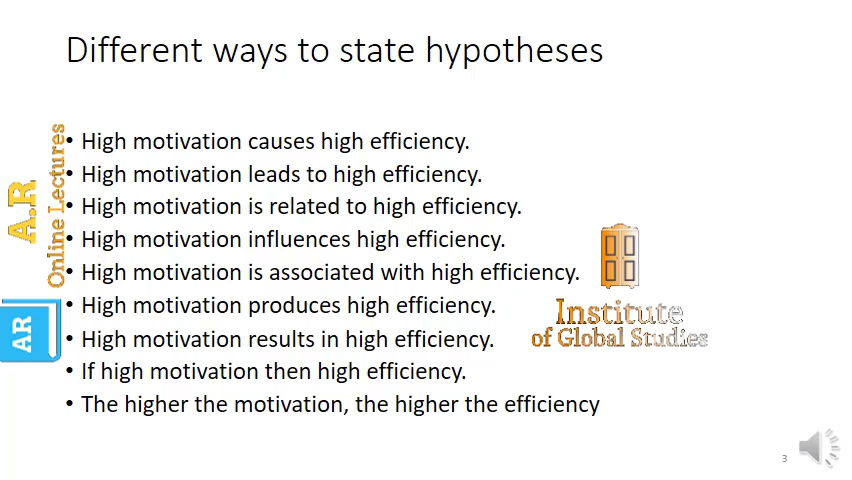 Different ways to state hypotheses
• High motivation causes high efficiency.
• High motivation leads to high efficiency.
• High motivation is related to high efficiency.
• High motivation influences high efficiency.
• High motivation is associated with high efficiency.
• High motivation produces high efficiency.
• High motivation results in high efficiency.
• If high motivation then high efficiency.
• The higher the motivation, the higher the efficiency
A.R
Online Lectures
AR
Institute
of Global Studies
3